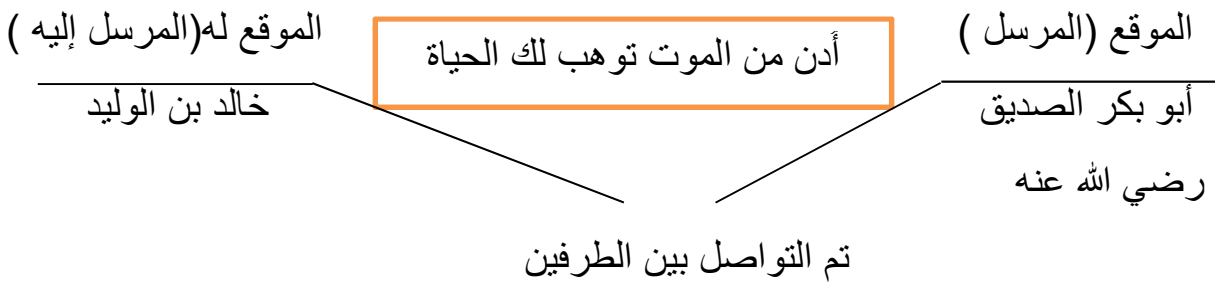 الموقع (المرسل )
أبو بكر الصديق
رضي الله عنه
أَدن من الموت توهب لك الحياة
الموقع له(المرسل إليه )
خالد بن الوليد
تم التواصل بين الطرفين